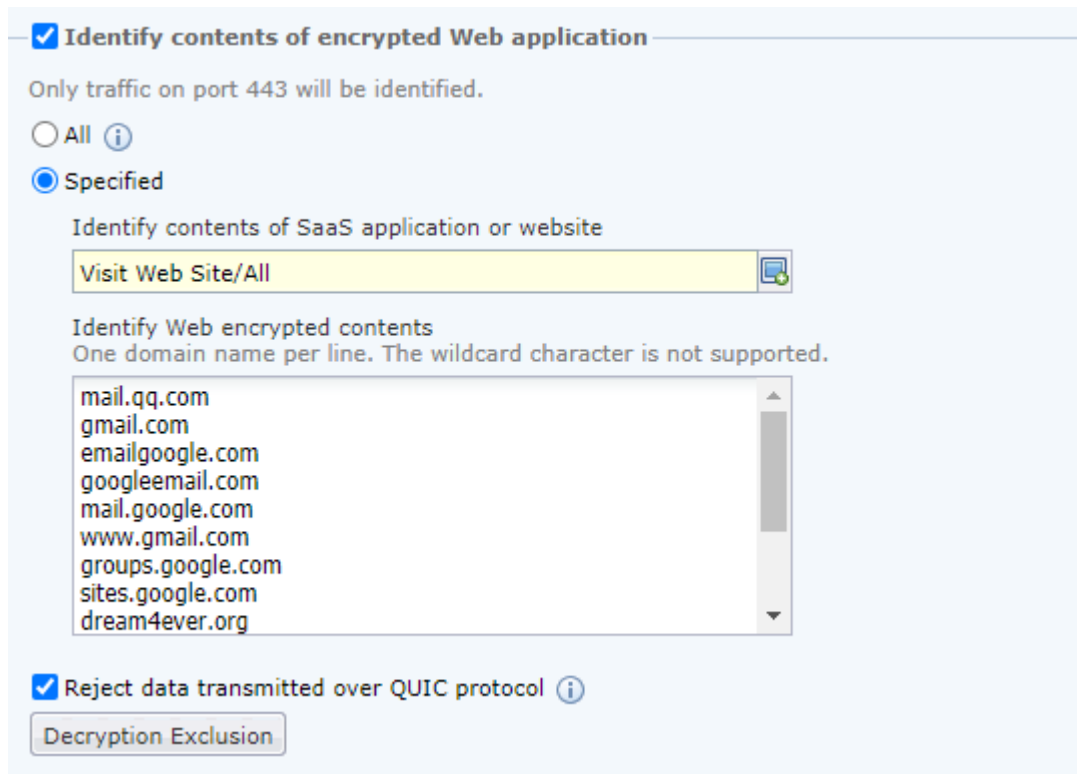 Identify contents of encrypted Web application
Only traffic on port 443 will be identified.
All
Specified
Identify contents of SaaS application or website
Visit Web Site/All
Identify Web encrypted contents
One domain name per line. The wildcard character is not supported.
mail.qq.com
gmail.com
emailgoogle.com
googleemail.com
mail.google.com
www.gmail.com
groups.google.com
sites.google.com
dream4ever.org
Reject data transmitted over QUIC protocol
Decryption Exclusion